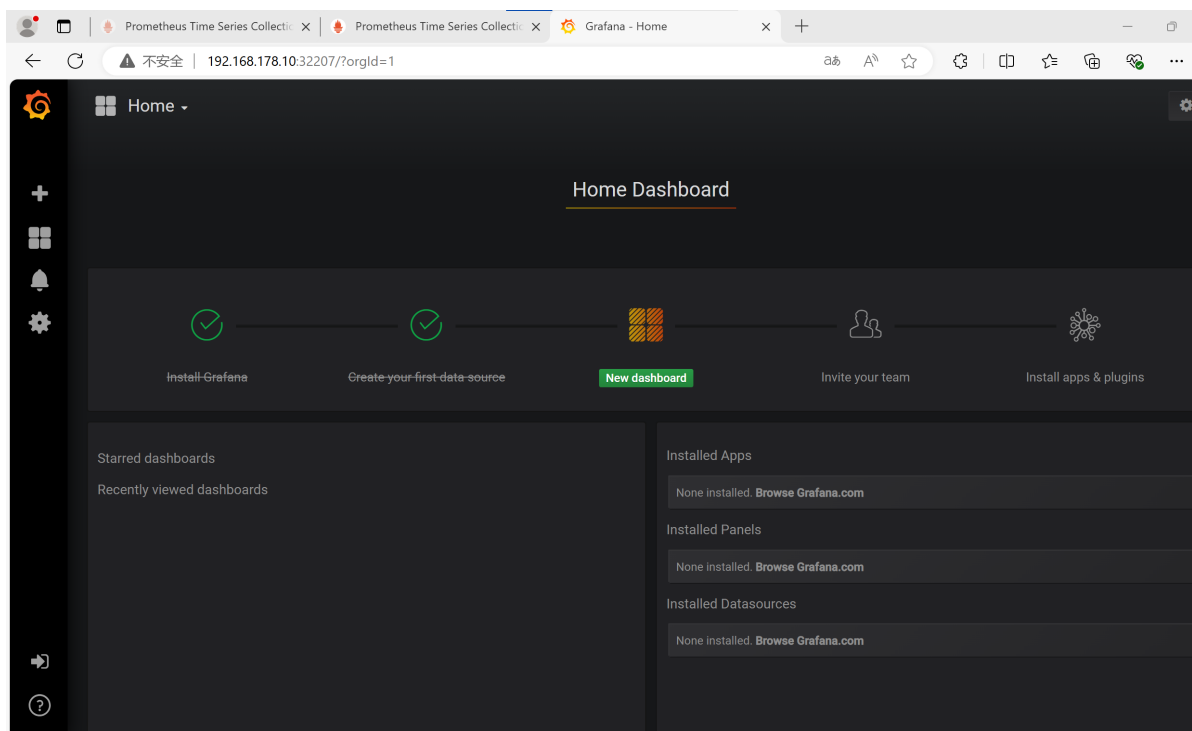 Prometheus Time Series Collectic
Prometheus Time Series Collectic
Grafana - Home
不安全
192.168.178.10:32207/?orgId=1
Home
Home Dashboard
Install Grafana
Create your first data source
New dashboard
Invite your team
Install apps & plugins
Starred dashboards
Recently viewed dashboards
Installed Apps
None installed. Browse Grafana.com
Installed Panels
None installed. Browse Grafana.com
Installed Datasources
None installed. Browse Grafana.com